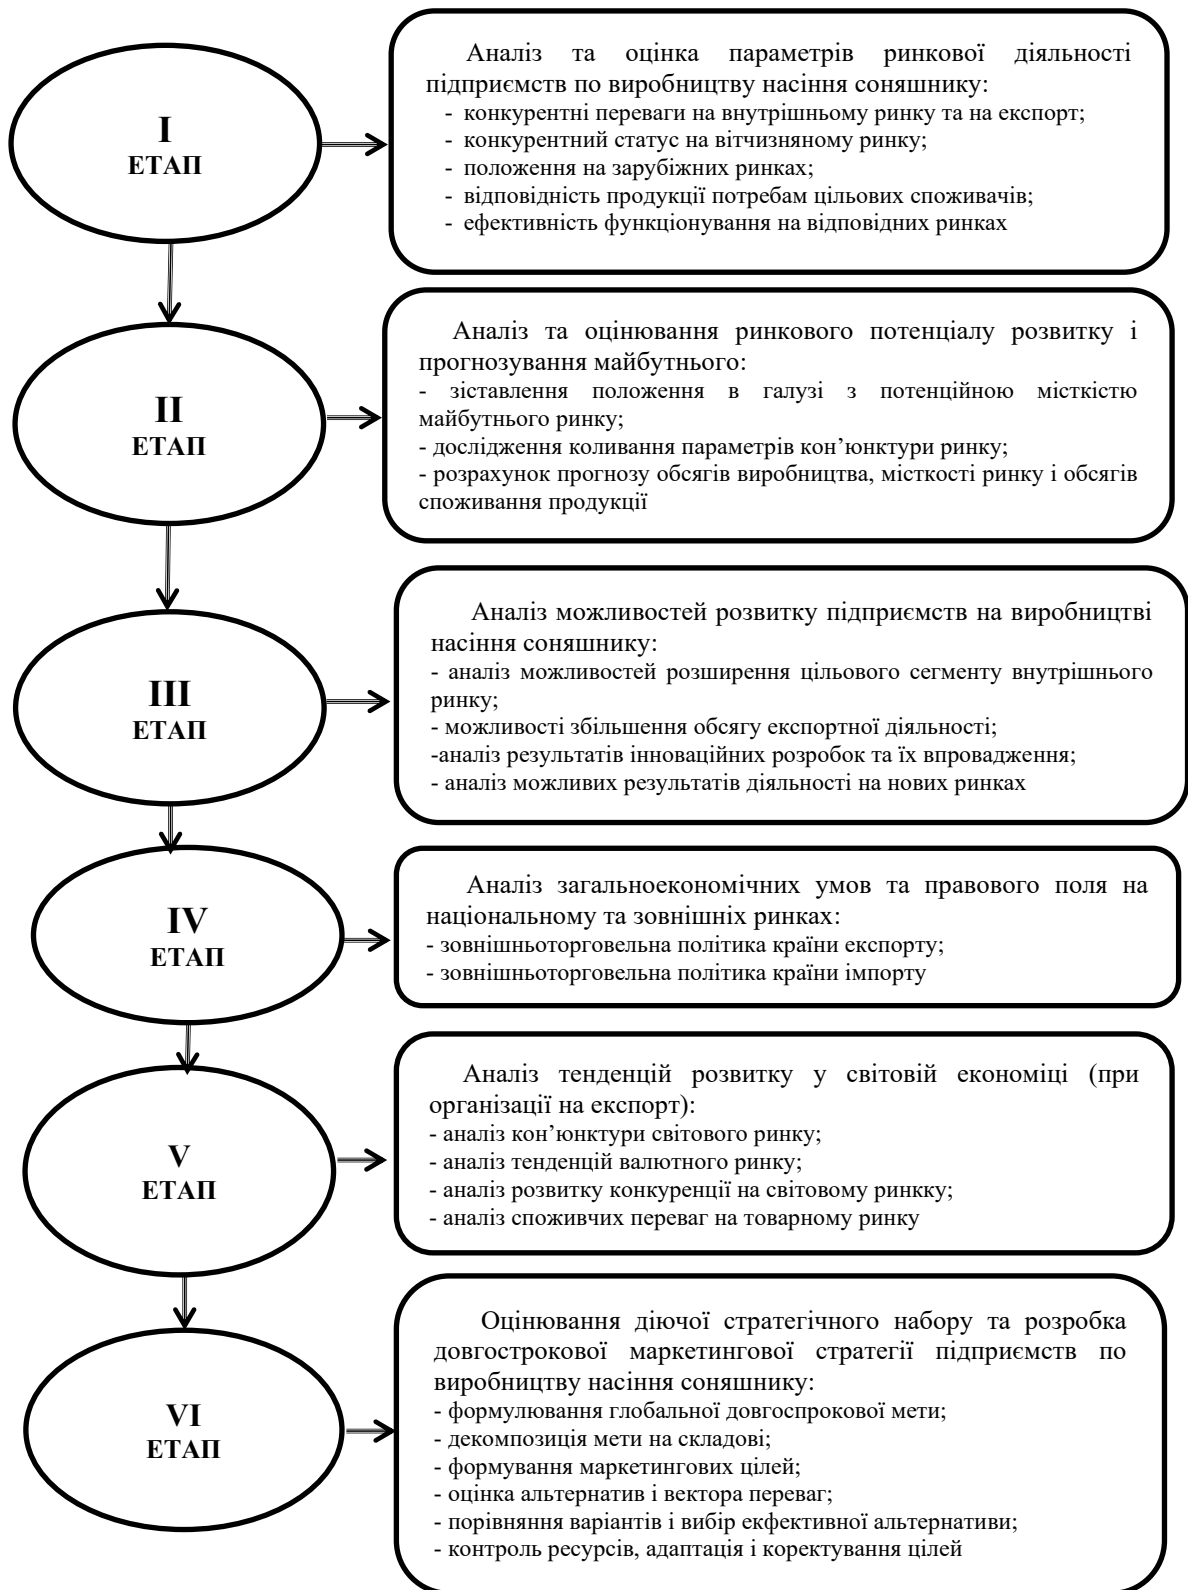 I
ЕТАП
Аналіз та оцінка параметрів ринкової діяльності
підприємств по виробництву насіння соняшнику:
- конкурентні переваги на внутрішньому ринку та на експорт;
- конкурентний статус на вітчизняному ринку;
- положення на зарубіжних ринках;
- відповідність продукції потребам цільових споживачів;
- ефективність функціонування на відповідних ринках
II
ЕТАП
Аналіз та оцінювання ринкового потенціалу розвитку і
прогнозування майбутнього:
- зіставлення положення в галузі з потенційною місткістю
майбутнього ринку;
- дослідження коливання параметрів кон’юнктури ринку;
- розрахунок прогнозу обсягів виробництва, місткості ринку і обсягів
споживання продукції
III
ЕТАП
Аналіз можливостей розвитку підприємств на виробництві
насіння соняшнику:
- аналіз можливостей розширення цільового сегменту внутрішнього
ринку;
- можливості збільшення обсягу експортної діяльності;
-аналіз результатів інноваційних розробок та їх впровадження;
- аналіз можливих результатів діяльності на нових ринках
IV
ЕТАП
Аналіз загальноекономічних умов та правового поля на
національному та зовнішніх ринках:
- зовнішньоторговельна політика країни експорту;
- зовнішньоторговельна політика країни імпорту
V
ЕТАП
Аналіз тенденцій розвитку у світовій економіці (при
організації на експорт):
- аналіз кон’юнктури світового ринку;
- аналіз тенденцій валютного ринку;
- аналіз розвитку конкуренції на світовому ринкку;
- аналіз споживчих переваг на товарному ринку
VI
ЕТАП
Оцінювання діючої стратегічного набору та розробка
довгострокової маркетингової стратегії підприємств по
виробництву насіння соняшнику:
- формулювання глобальної довгоспрокової мети;
- декомпозиція мети на складові;
- формування маркетингових цілей;
- оцінка альтернатив і вектора переваг;
- порівняння варіантів і вибір екфективної альтернативи;
- контроль ресурсів, адаптація і коректування цілей